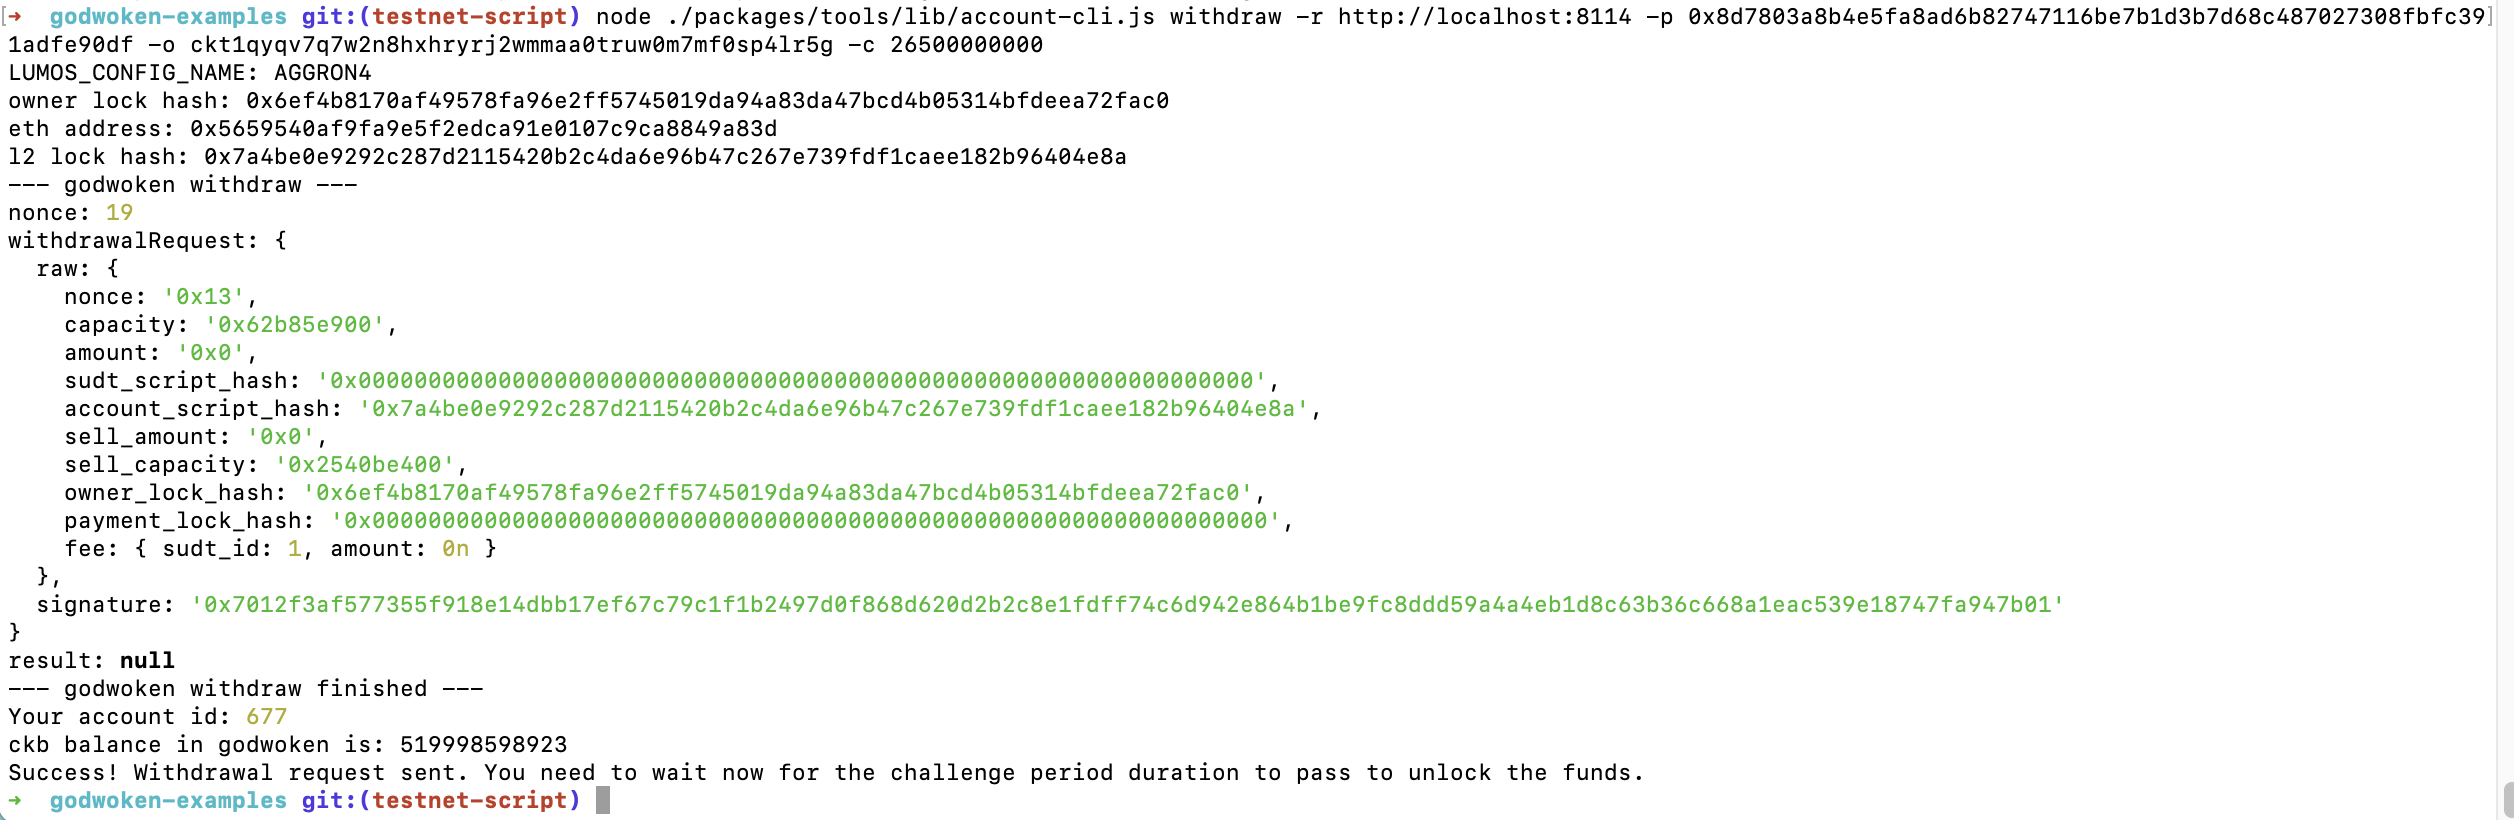 [➜  godwoken-examples git:(testnet-script) node ./packages/tools/lib/account-cli.js withdraw -r http://localhost:8114 -p 0x8d7803a8b4e5fa8ad6b82747116be7b1d3b7d68c487027308fbfc39]
1adfe90df -o ckt1qyqv7q7w2n8hxhryrj2wmmaa0truw0m7mf0sp4lr5g -c 26500000000
LUMOS_CONFIG_NAME: AGGRON4
owner lock hash: 0x6ef4b8170af49578fa96e2ff5745019da94a83da47bcd4b05314bfdeea72fac0
eth address: 0x5659540af9fa9e5f2edca91e0107c9ca8849a83d
l2 lock hash: 0x7a4be0e9292c287d2115420b2c4da6e96b47c267e739fdf1caee182b96404e8a
--- godwoken withdraw ---
nonce: 19
withdrawalRequest: {
  raw: {
    nonce: '0x13',
    capacity: '0x62b85e900',
    amount: '0x0',
    sudt_script_hash: '0x0000000000000000000000000000000000000000000000000000000000000000',
    account_script_hash: '0x7a4be0e9292c287d2115420b2c4da6e96b47c267e739fdf1caee182b96404e8a',
    sell_amount: '0x0',
    sell_capacity: '0x2540be400',
    owner_lock_hash: '0x6ef4b8170af49578fa96e2ff5745019da94a83da47bcd4b05314bfdeea72fac0',
    payment_lock_hash: '0x0000000000000000000000000000000000000000000000000000000000000000',
    fee: { sudt_id: 1, amount: 0n }
  },
  signature: '0x7012f3af577355f918e14dbb17ef67c79c1f1b2497d0f868d620d2b2c8e1fdff74c6d942e864b1be9fc8ddd59a4a4eb1d8c63b36c668a1eac539e18747fa947b01'
}
result: null
--- godwoken withdraw finished ---
Your account id: 677
ckb balance in godwoken is: 519998598923
Success! Withdrawal request sent. You need to wait now for the challenge period duration to pass to unlock the funds.
➜  godwoken-examples git:(testnet-script)